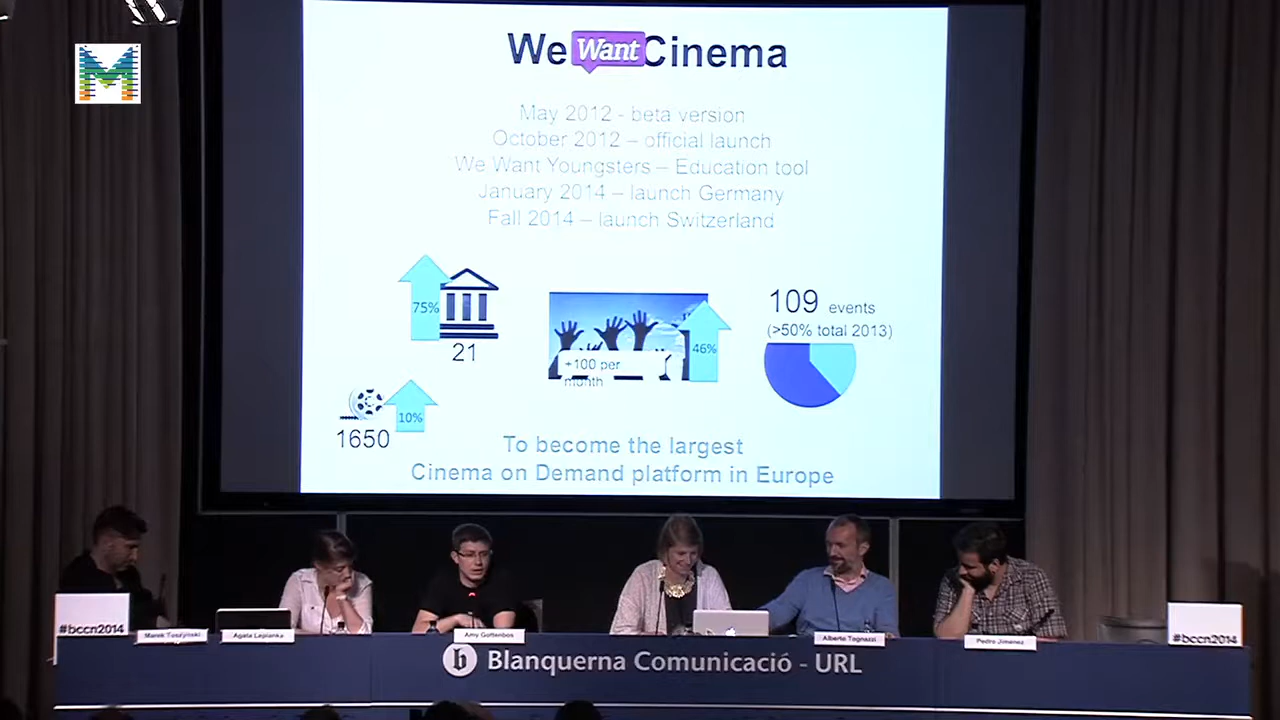 We Want Cinema
May 2012 - beta version
October 2012 – official launch
We Want Youngsters – Education tool
January 2014 – launch Germany
Fall 2014 – launch Switzerland
75%
21
+100 per
month
46%
109 events
(>50% total 2013)
10%
1650
To become the largest
Cinema on Demand platform in Europe
#bccn2014
Marek Tuszyński
Agata Łepianka
Amy Gottenbos
Alberto Tognazzi
Pedro Jimenez
#bccn2014
b Blanquerna Comunicació - URL
M